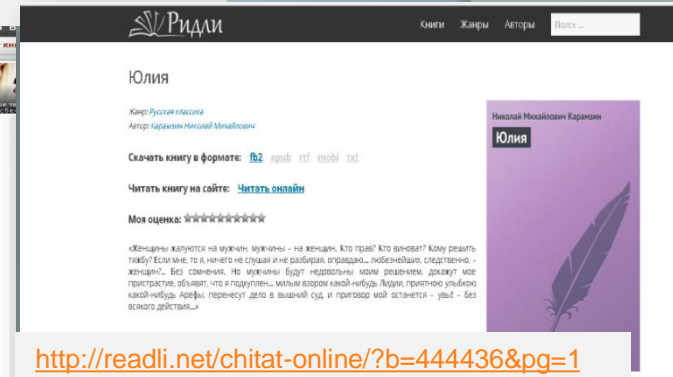 Ридли
Книги Жанры Авторы Поиск ...
Юлия
Жанр: Русская классика
Автор: Карамзин Николай Михайлович
Скачать книгу в формате: fb2 epub rtf mobi txt
Читать книгу на сайте: Читать онлайн
Моя оценка:
«Женщины жалуются на мужчин, мужчины - на женщин. Кто прав? Кто виноват? Кому решить
тяжбу? Если мне, то я, ничего не слушая и не разбирая, оправдаю... любезнейших, следственно, -
женщин?.. Без сомнения. Но мужчины будут недовольны моим решением, докажут мое
пристрастие, объявят, что я подкуплен... милым взором какой-нибудь Лидии, приятною улыбкою
какой-нибудь Арефы, перенесут дело в вышний суд, и приговор мой останется - увы! - без
всякого действия...»
Николай Михайлович Карамзин
Юлия
http://readli.net/chitat-online/?b=444436&pg=1